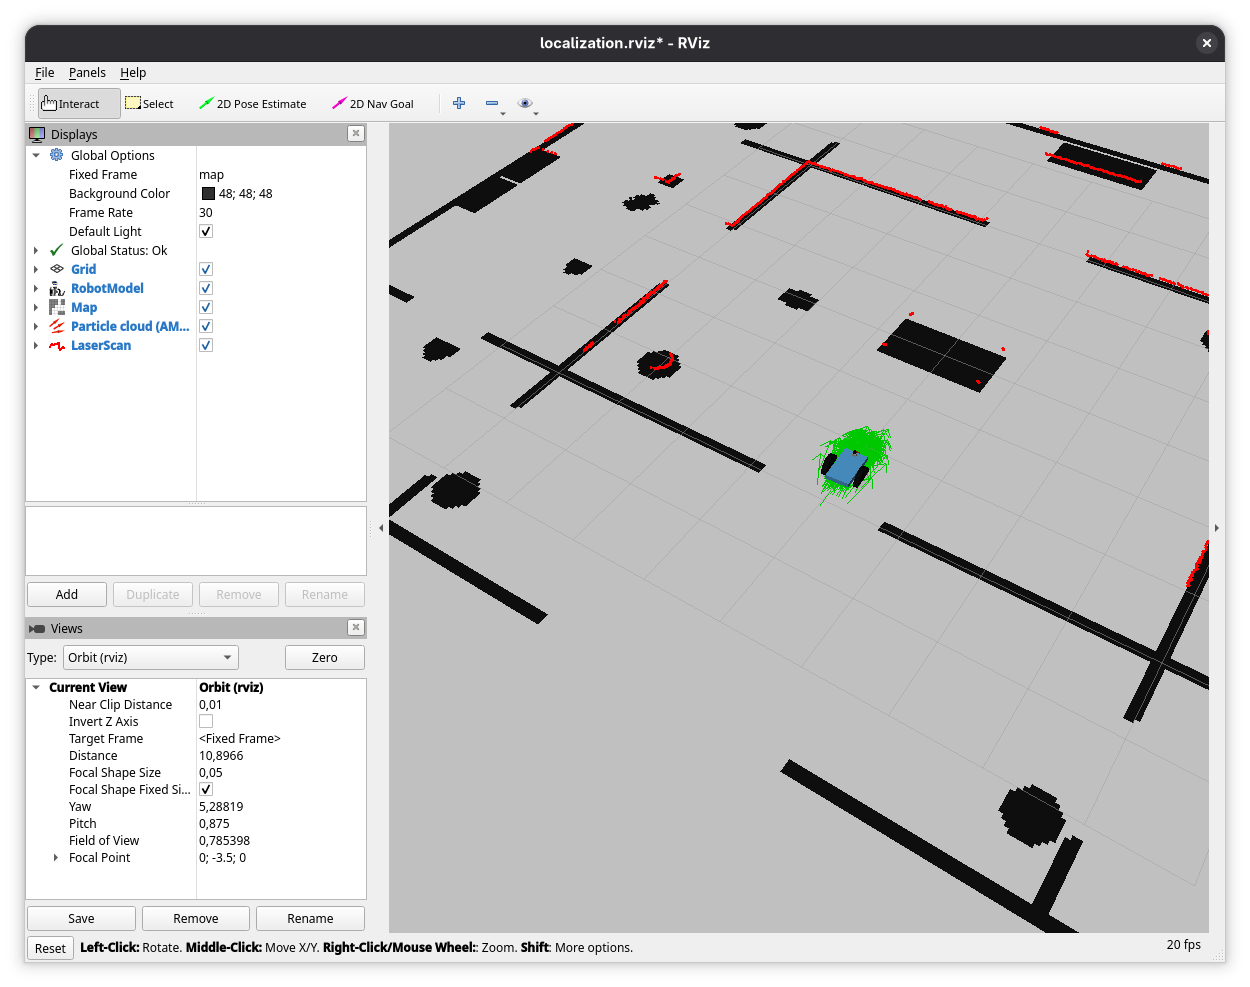 localization.rviz* - RViz
File Panels Help
Interact Select 2D Pose Estimate 2D Nav Goal
Displays
Global Options
Fixed Frame map
Background Color 48; 48; 48
Frame Rate 30
Default Light
Global Status: Ok
Grid
RobotModel
Map
Particle cloud (AM...
LaserScan
Add Duplicate Remove Rename
Views
Type: Orbit (rviz) Zero
Current View Orbit (rviz)
Near Clip Distance 0,01
Invert Z Axis
Target Frame <Fixed Frame>
Distance 10,8966
Focal Shape Size 0,05
Focal Shape Fixed Si...
Yaw 5,28819
Pitch 0,875
Field of View 0,785398
Focal Point 0; -3.5; 0
Save Remove Rename
Reset Left-Click: Rotate. Middle-Click: Move X/Y. Right-Click/Mouse Wheel:: Zoom. Shift: More options. 20 fps